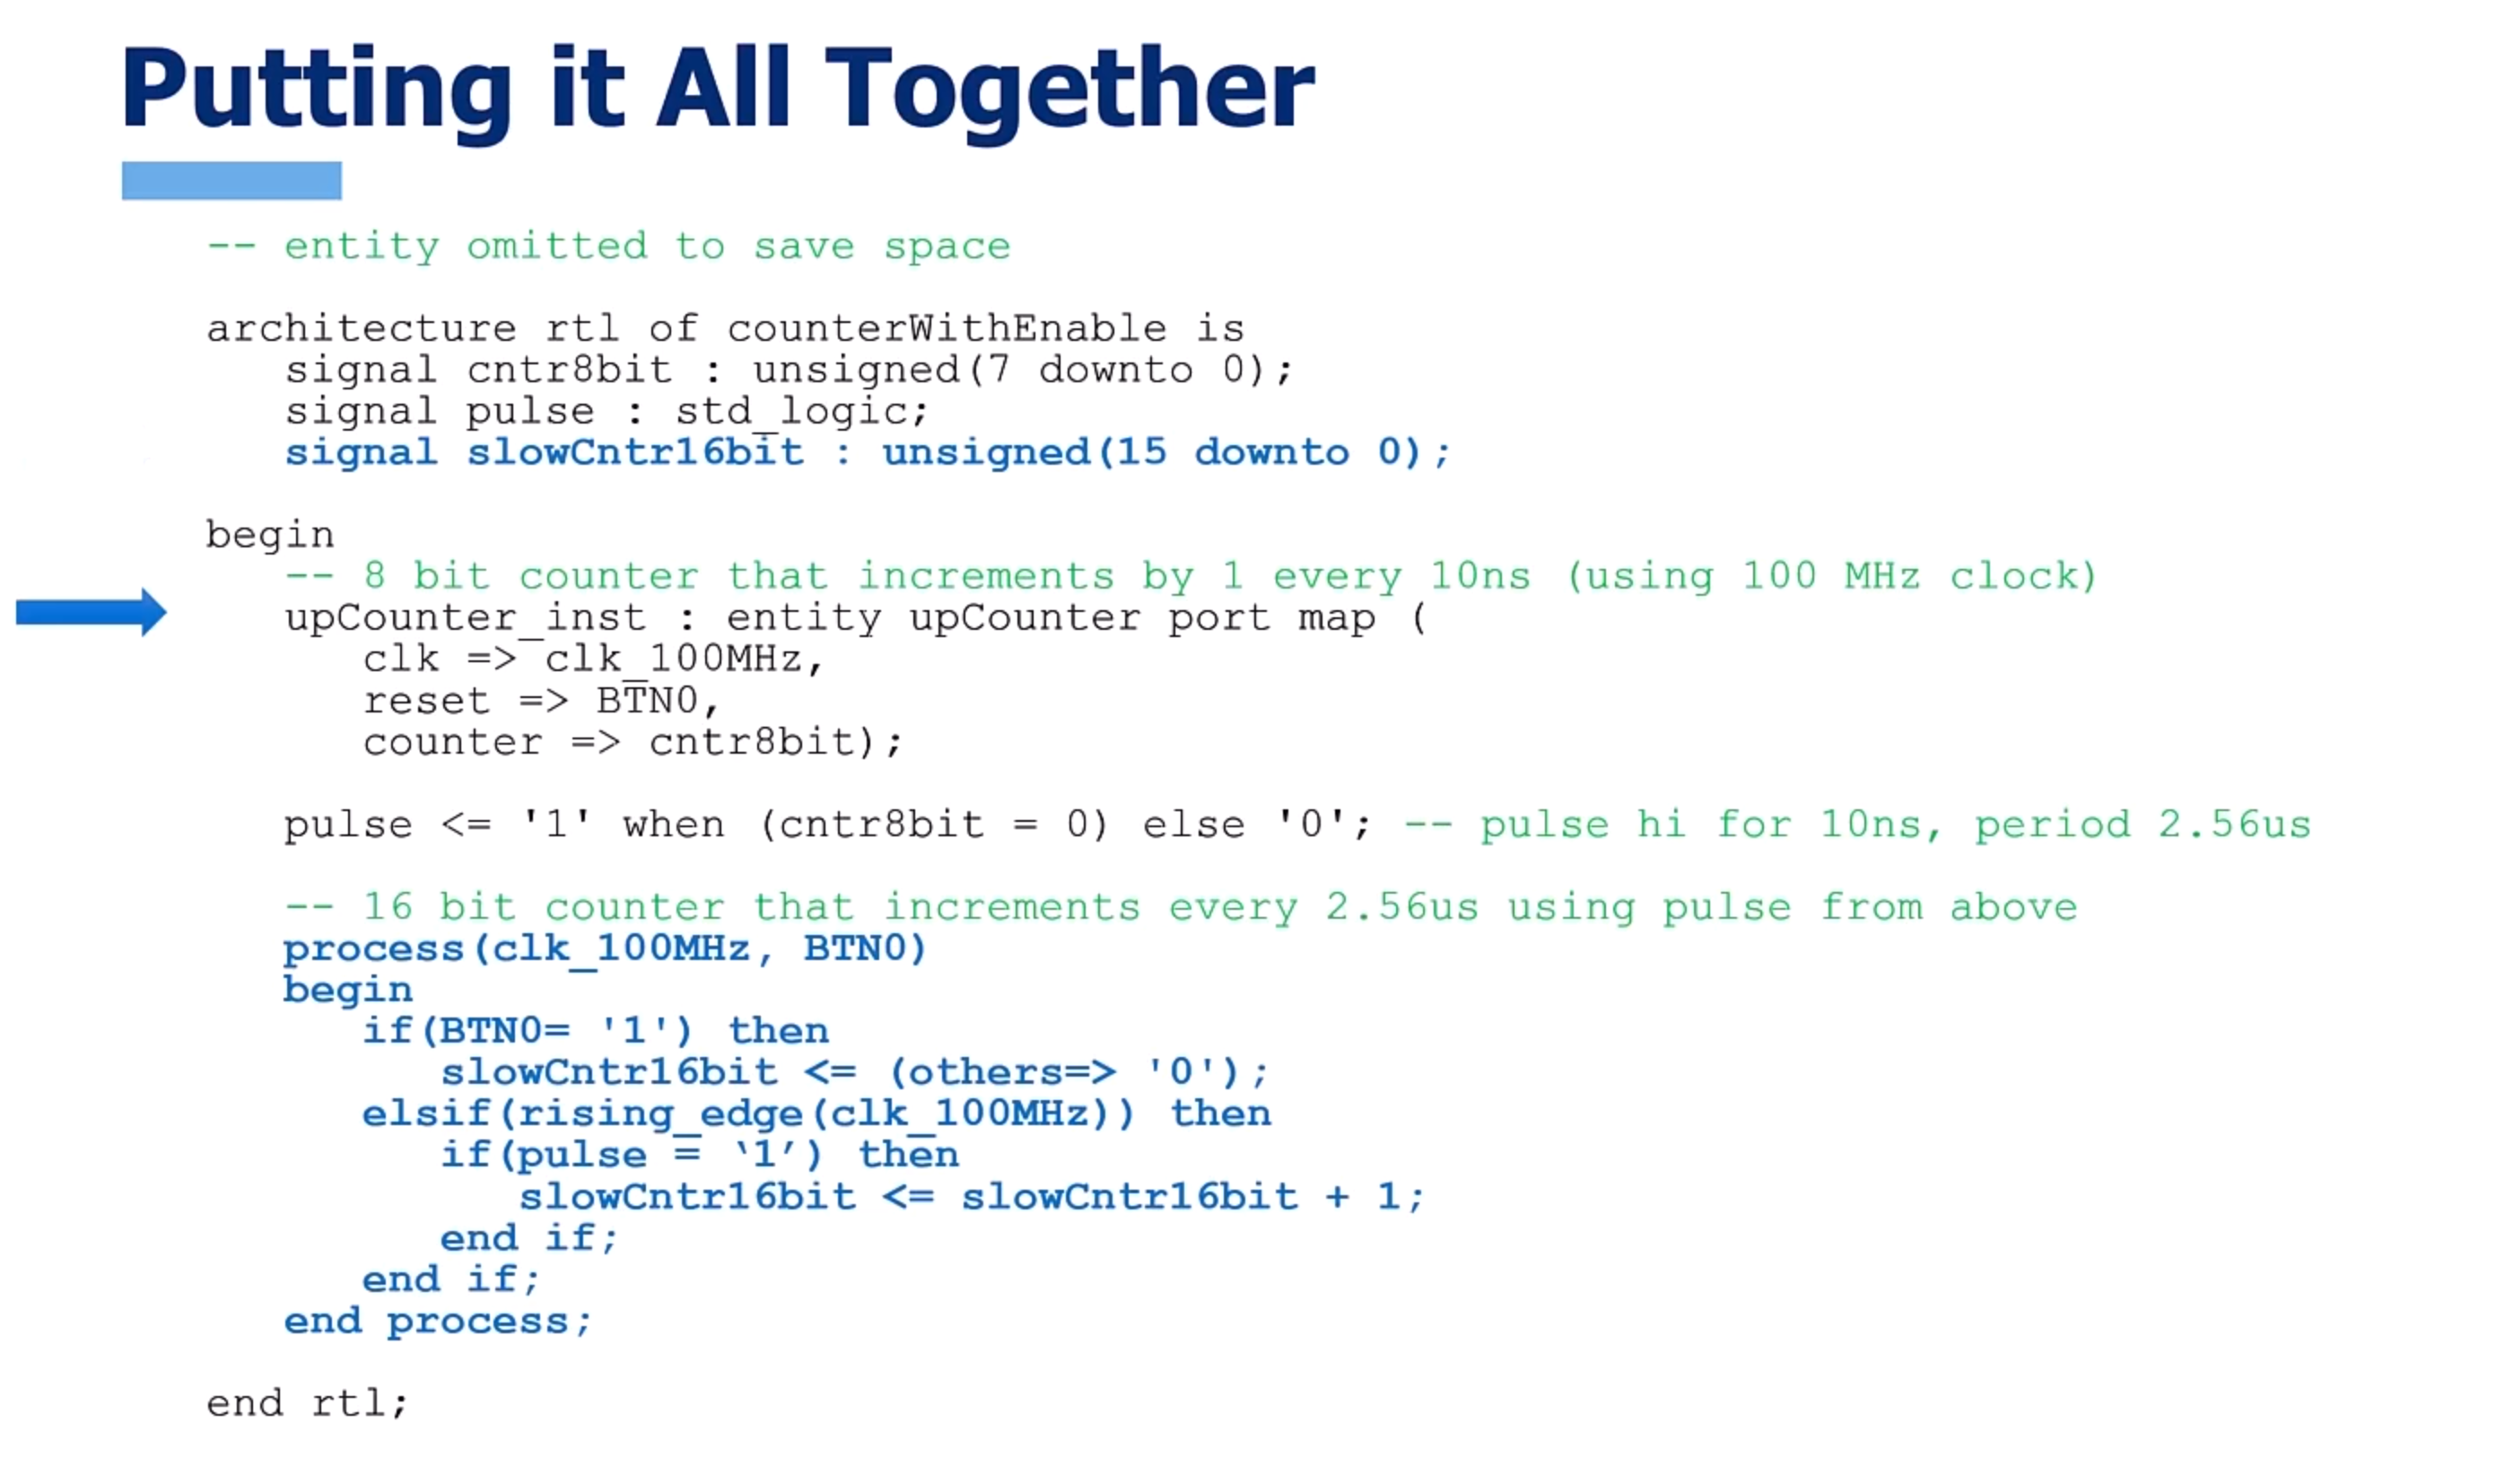 Putting it All Together
-- entity omitted to save space
architecture rtl of counterWithEnable is
signal cntr8bit : unsigned(7 downto 0);
signal pulse : std_logic;
signal slowCntr16bit : unsigned(15 downto 0);
begin
-- 8 bit counter that increments by 1 every 10ns (using 100 MHz clock)
upCounter_inst : entity upCounter port map (
clk => clk_100MHz,
reset => BTN0,
counter => cntr8bit);
pulse <= '1' when (cntr8bit = 0) else '0'; -- pulse hi for 10ns, period 2.56us
-- 16 bit counter that increments every 2.56us using pulse from above
process(clk_100MHz, BTN0)
begin
if(BTN0= '1') then
slowCntr16bit <= (others=> '0');
elsif(rising_edge(clk_100MHz)) then
if(pulse = ‘1’) then
slowCntr16bit <= slowCntr16bit + 1;
end if;
end if;
end process;
end rtl;